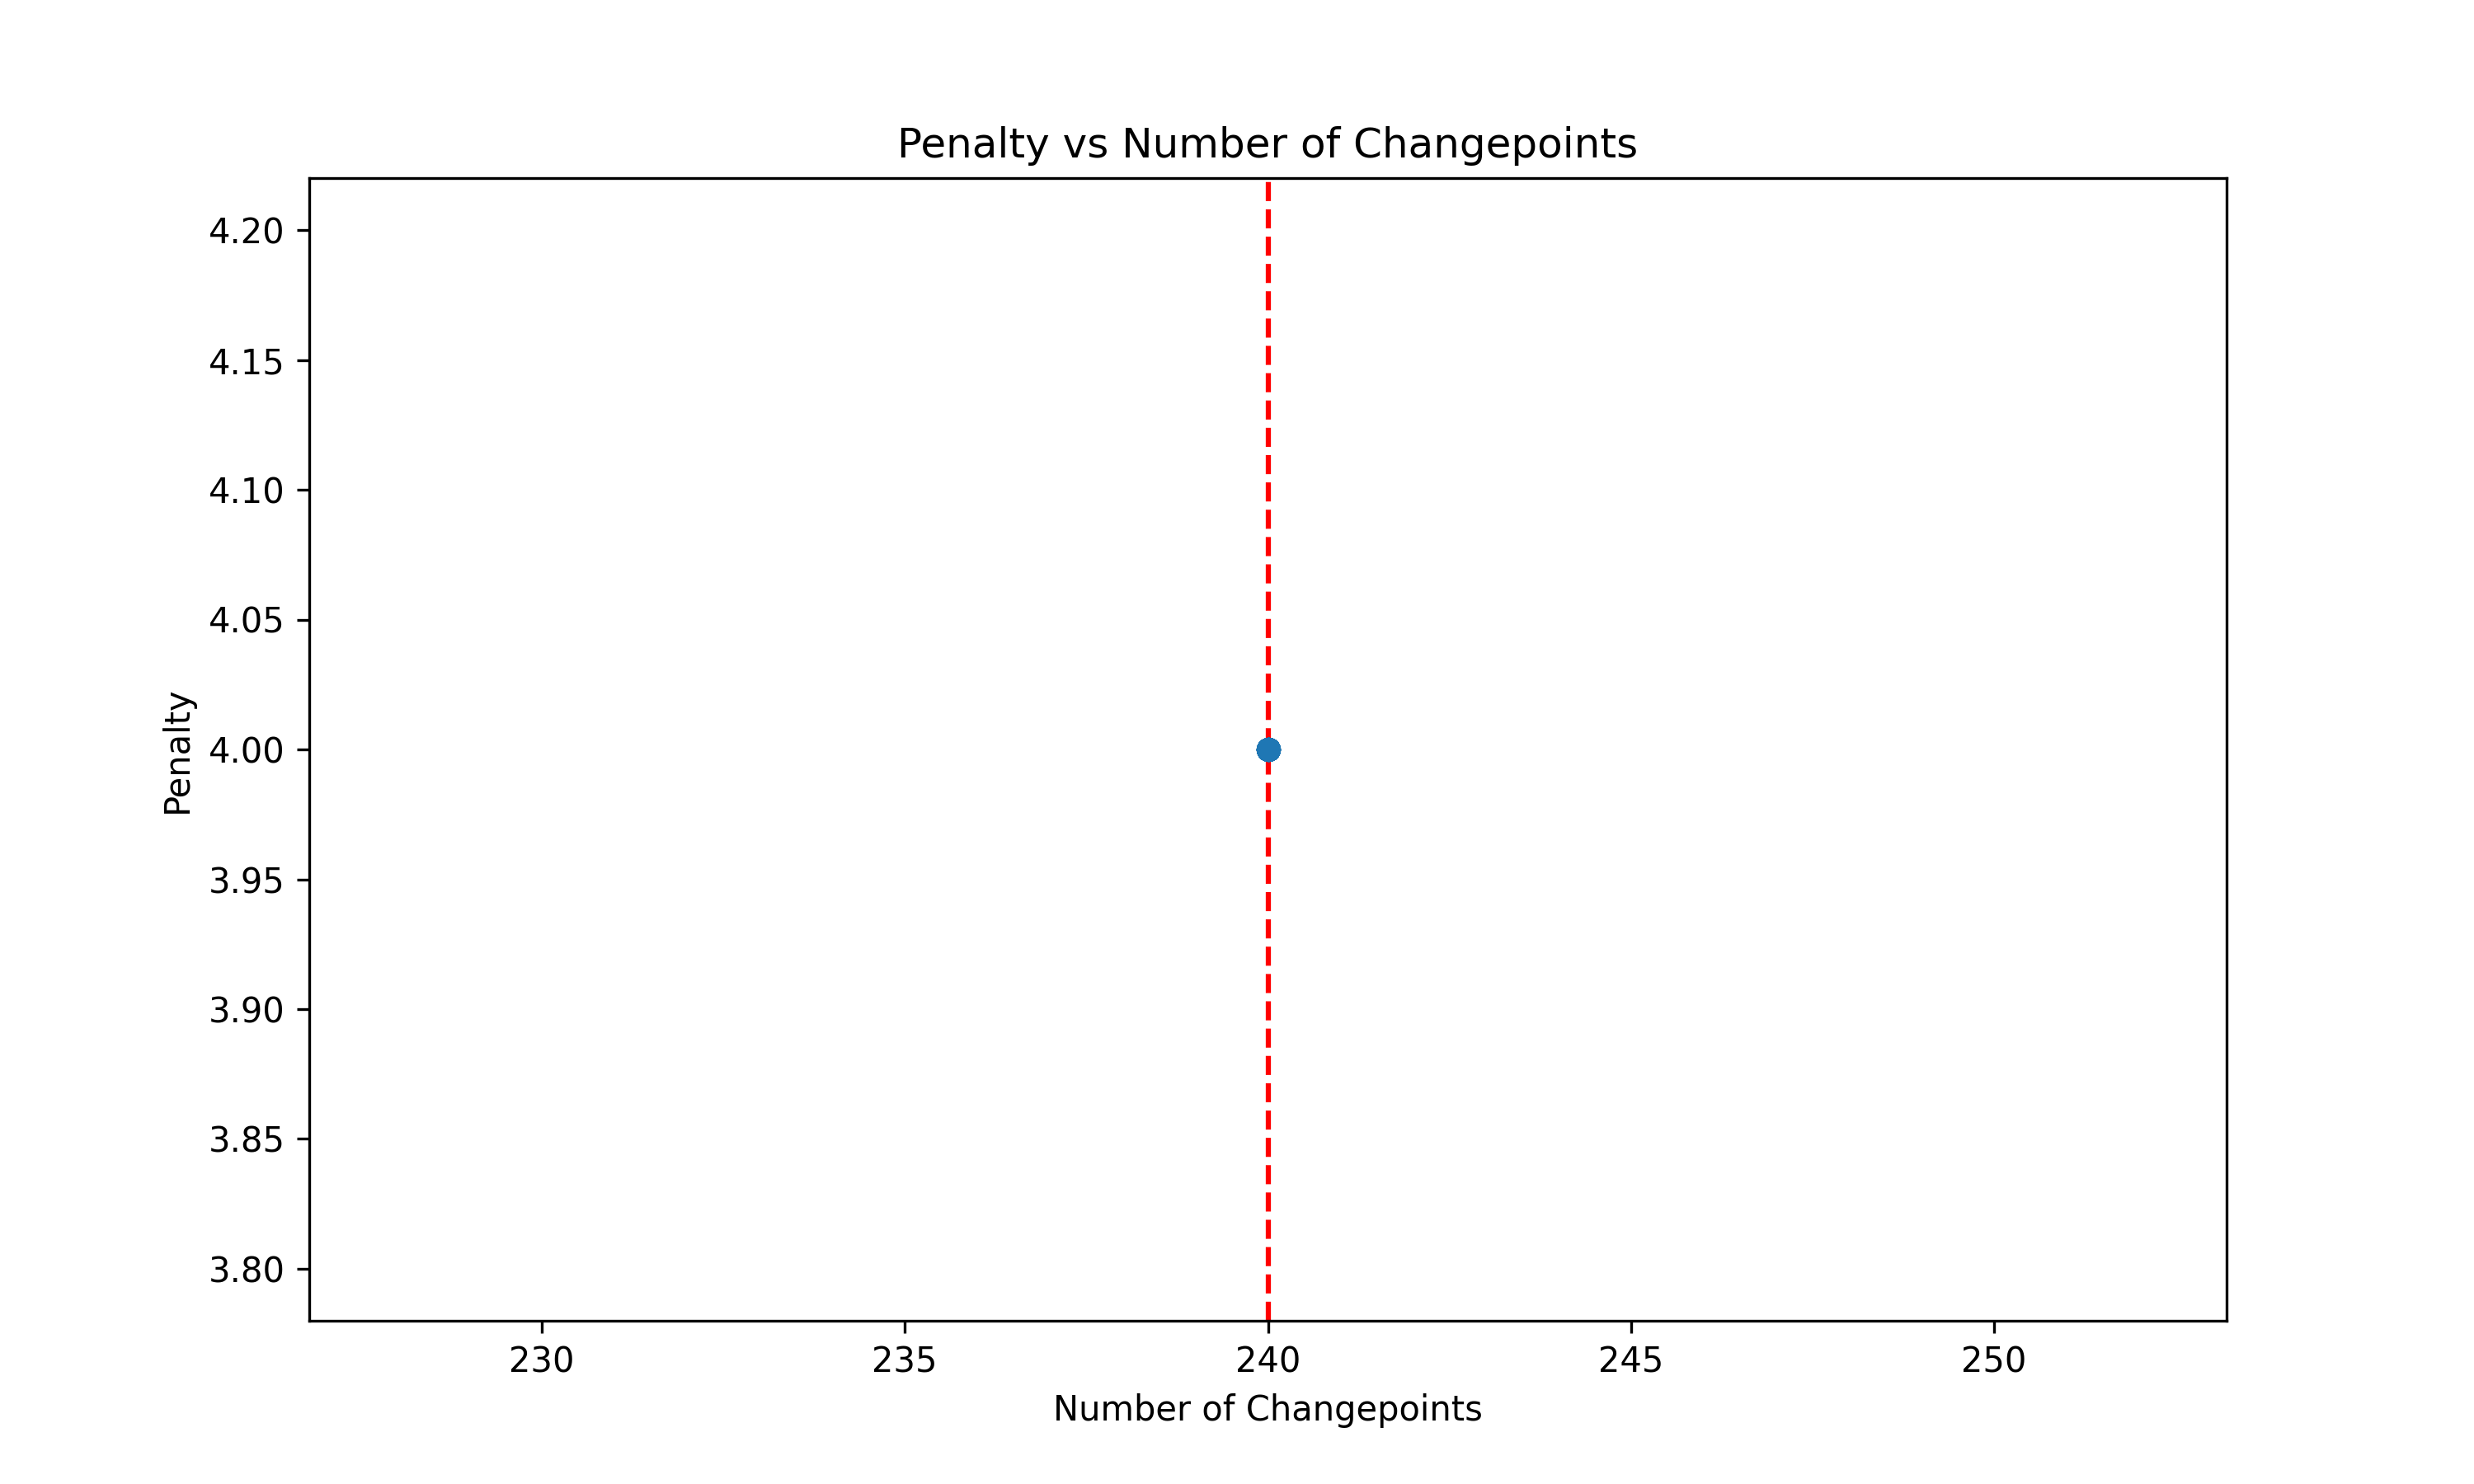 Penalty vs Number of Changepoints
4.20
4.15
4.10
4.05
4.00
3.95
3.90
3.85
3.80
Penalty
230 235 240 245 250
Number of Changepoints